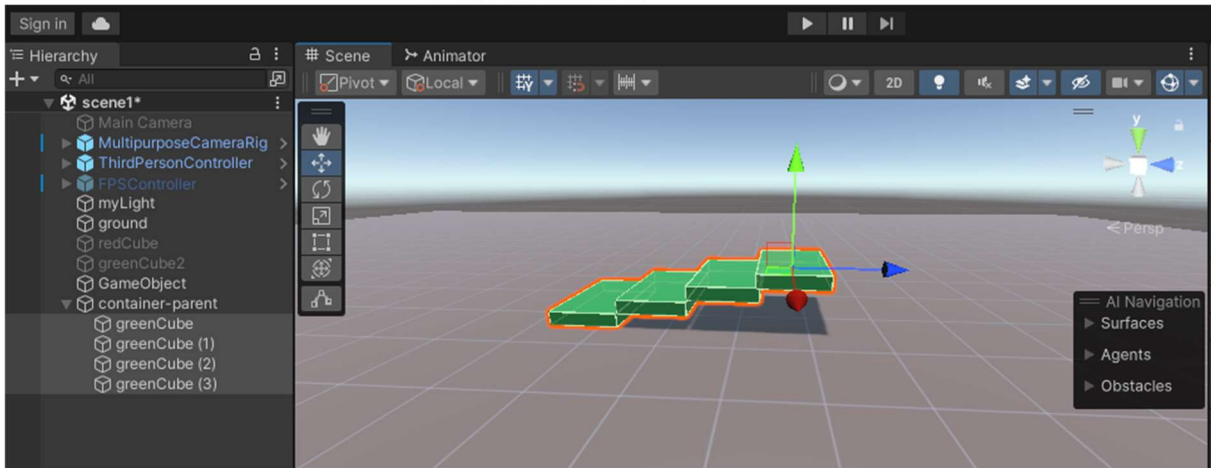 Sign in
Hierarchy
All
scene1*
Main Camera
MultipurposeCameraRig
ThirdPersonController
FPSController
myLight
ground
redCube
greenCube2
GameObject
container-parent
greenCube
greenCube (1)
greenCube (2)
greenCube (3)
Scene Animator
Pivot Local 2D
y
z
Persp
AI Navigation
Surfaces
Agents
Obstacles